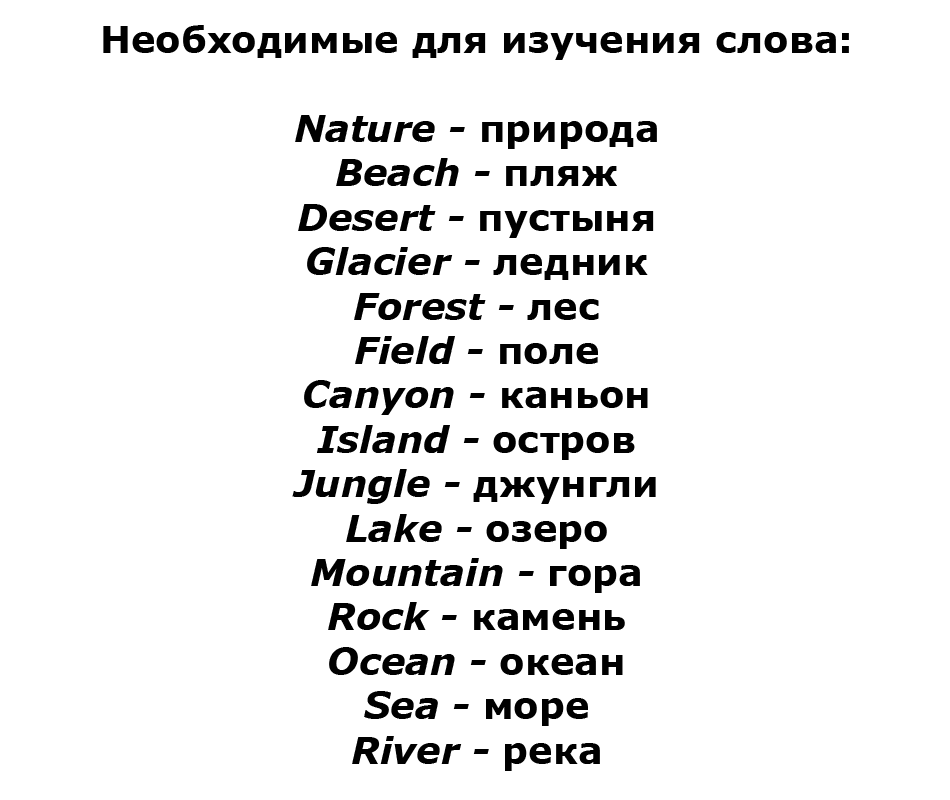 Необходимые для изучения слова:
Nature - природа
Beach - пляж
Desert - пустыня
Glacier - ледник
Forest - лес
Field - поле
Canyon - каньон
Island - остров
Jungle - джунгли
Lake - озеро
Mountain - гора
Rock - камень
Ocean - океан
Sea - море
River - река